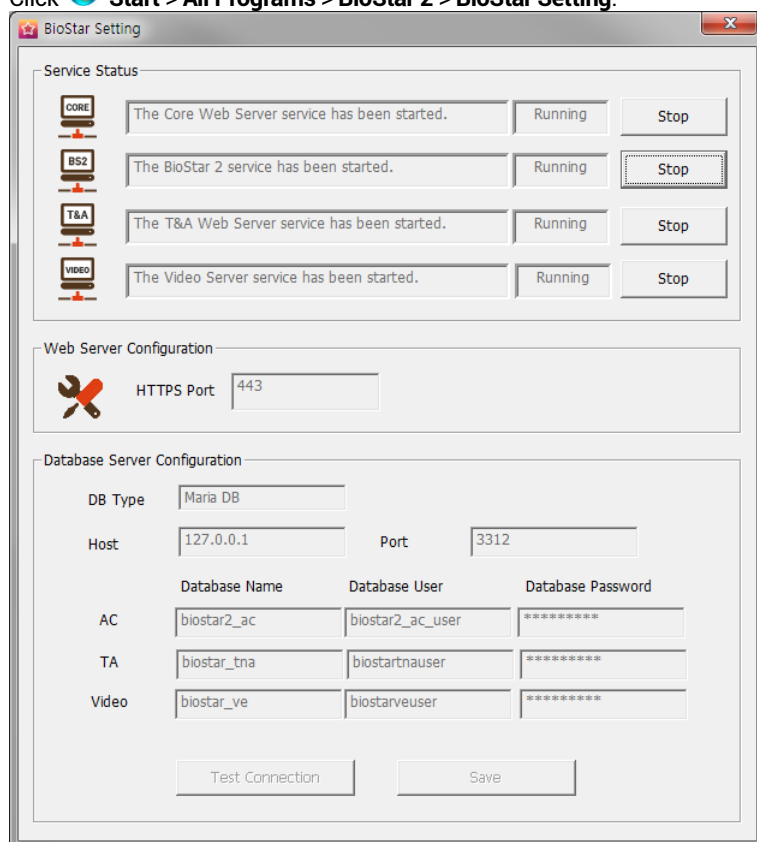 Click Start > All Programs > BioStar 2 > BioStar Setting.
BioStar Setting
Service Status
CORE The Core Web Server service has been started. Running Stop
BS2 The BioStar 2 service has been started. Running Stop
T&A The T&A Web Server service has been started. Running Stop
VIDEO The Video Server service has been started. Running Stop
Web Server Configuration
HTTPS Port 443
Database Server Configuration
DB Type Maria DB
Host 127.0.0.1 Port 3312
Database Name Database User Database Password
AC biostar2_ac biostar2_ac_user *********
TA biostar_tna biostartnauser *********
Video biostar_ve biostarveuser *********
Test Connection Save